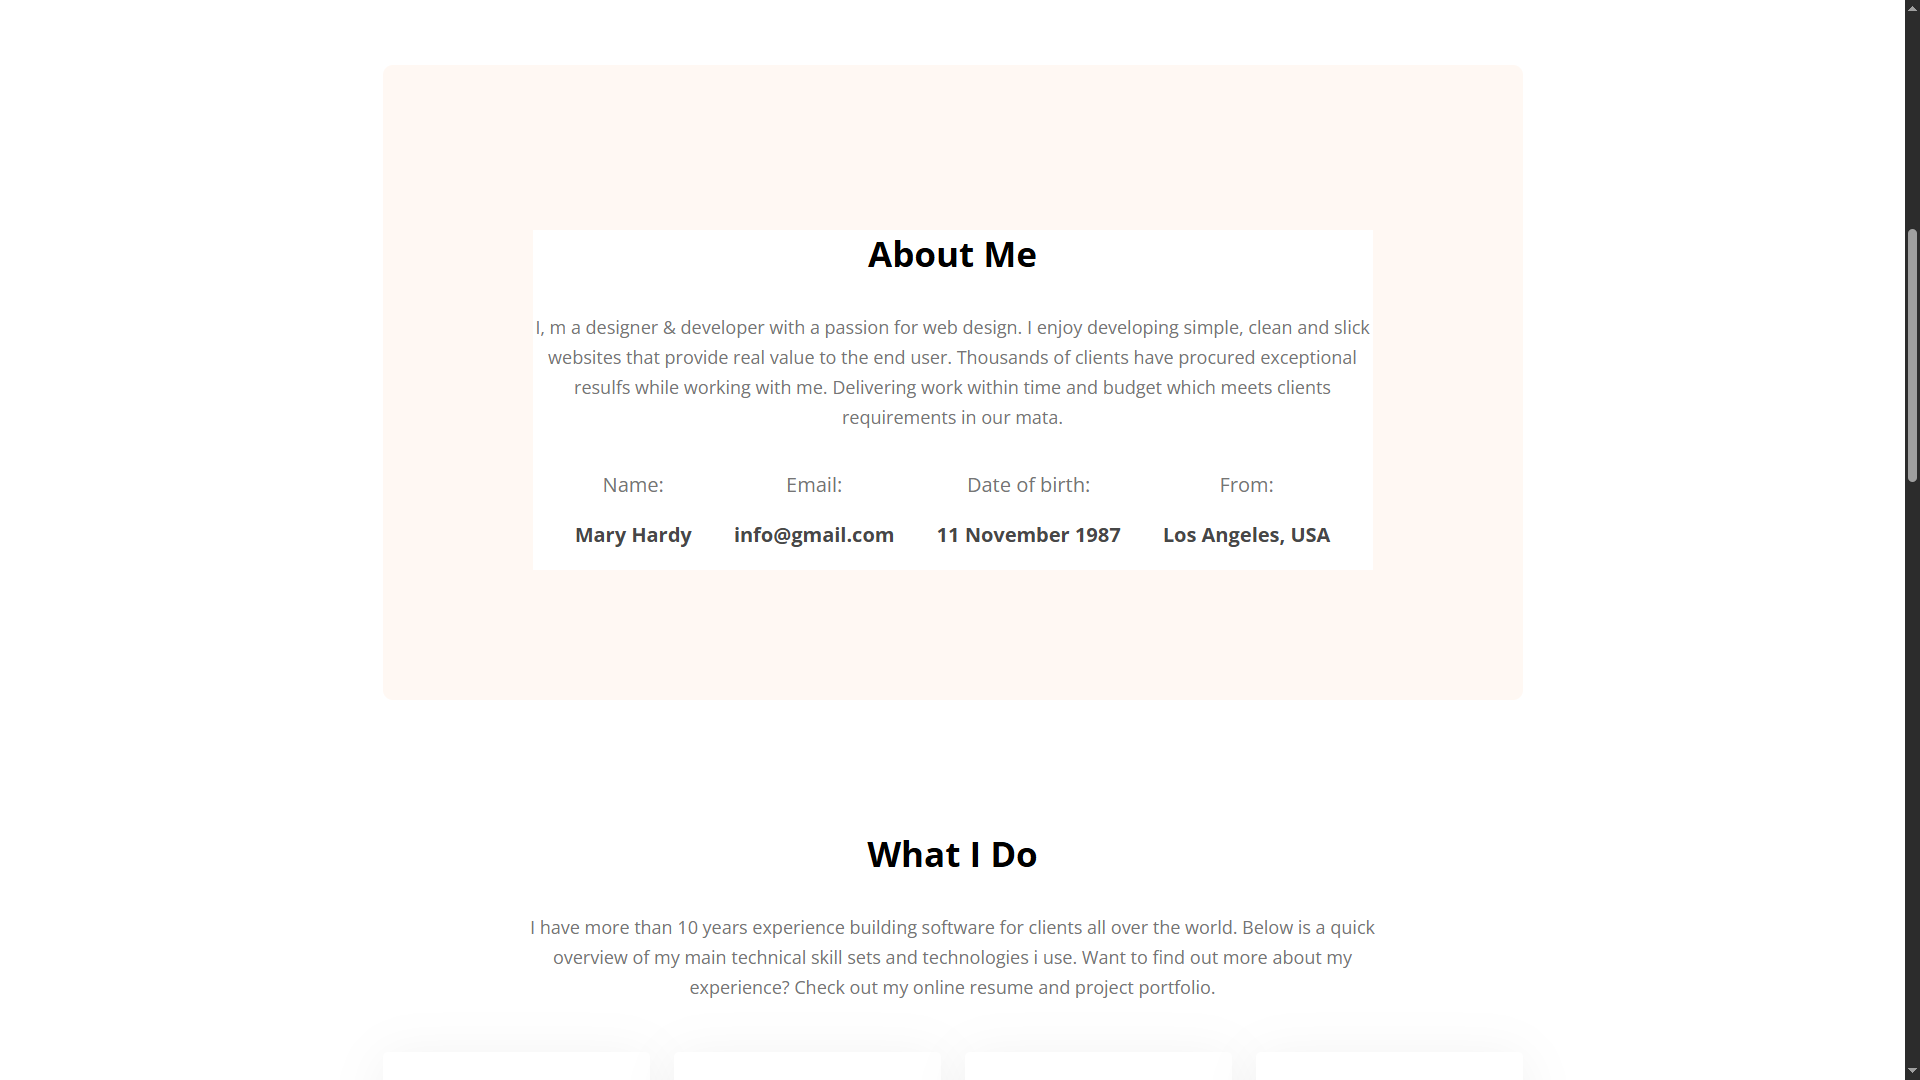 About Me
I, m a designer & developer with a passion for web design. I enjoy developing simple, clean and slick
websites that provide real value to the end user. Thousands of clients have procured exceptional
resulfs while working with me. Delivering work within time and budget which meets clients
requirements in our mata.
Name: Email: Date of birth: From:
Mary Hardy info@gmail.com 11 November 1987 Los Angeles, USA
What I Do
I have more than 10 years experience building software for clients all over the world. Below is a quick
overview of my main technical skill sets and technologies i use. Want to find out more about my
experience? Check out my online resume and project portfolio.